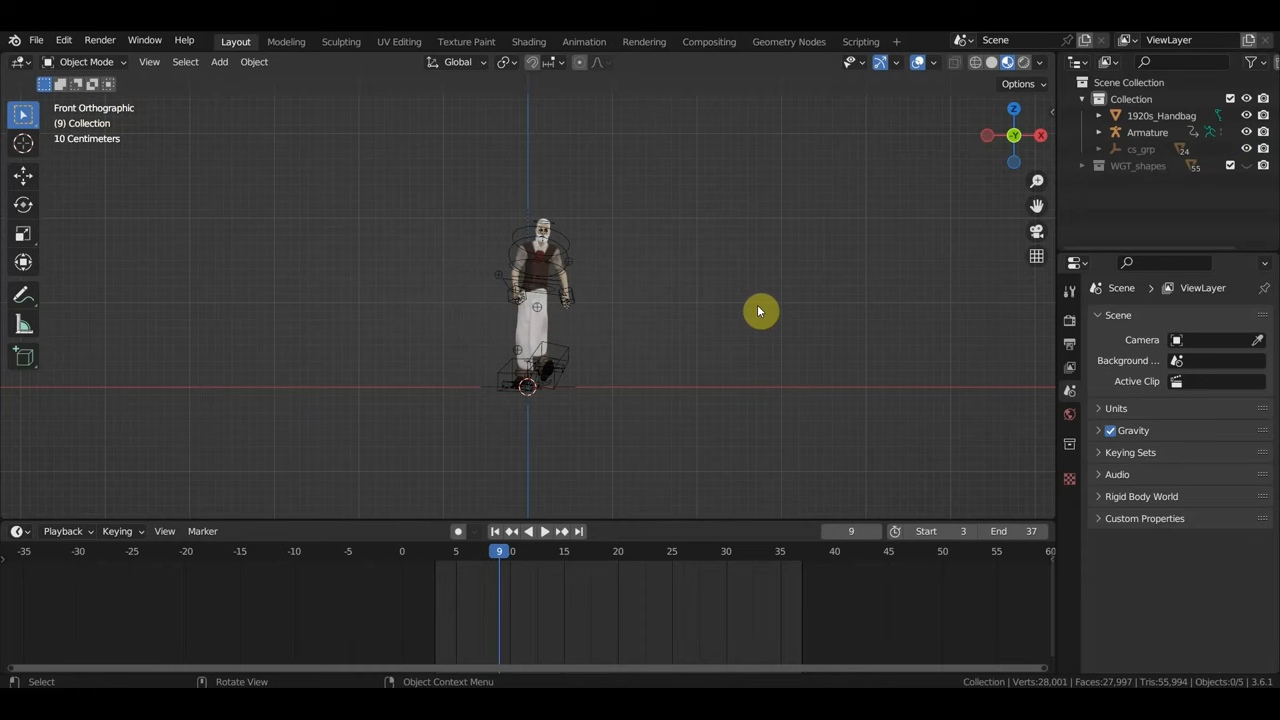 File Edit Render Window Help Layout Modeling Sculpting UV Editing Texture Paint Shading Animation Rendering Compositing Geometry Nodes Scripting Scene ViewLayer
Object Mode View Select Add Object Global
Options
Front Orthographic
(9) Collection
10 Centimeters
Z
-Y
X
Scene Collection
Collection
1920s_Handbag
Armature
cs_grp 24
WGT_shapes 55
Scene ViewLayer
Scene
Camera
Background ...
Active Clip
Units
Gravity
Keying Sets
Audio
Rigid Body World
Custom Properties
Playback Keying View Marker 9 Start 3 End 37
-35 -30 -25 -20 -15 -10 -5 0 5 9 0 15 20 25 30 35 40 45 50 55 60
Select Rotate View Object Context Menu Collection | Verts:28,001 | Faces:27,997 | Tris:55,994 | Objects:0/5 | 3.6.1